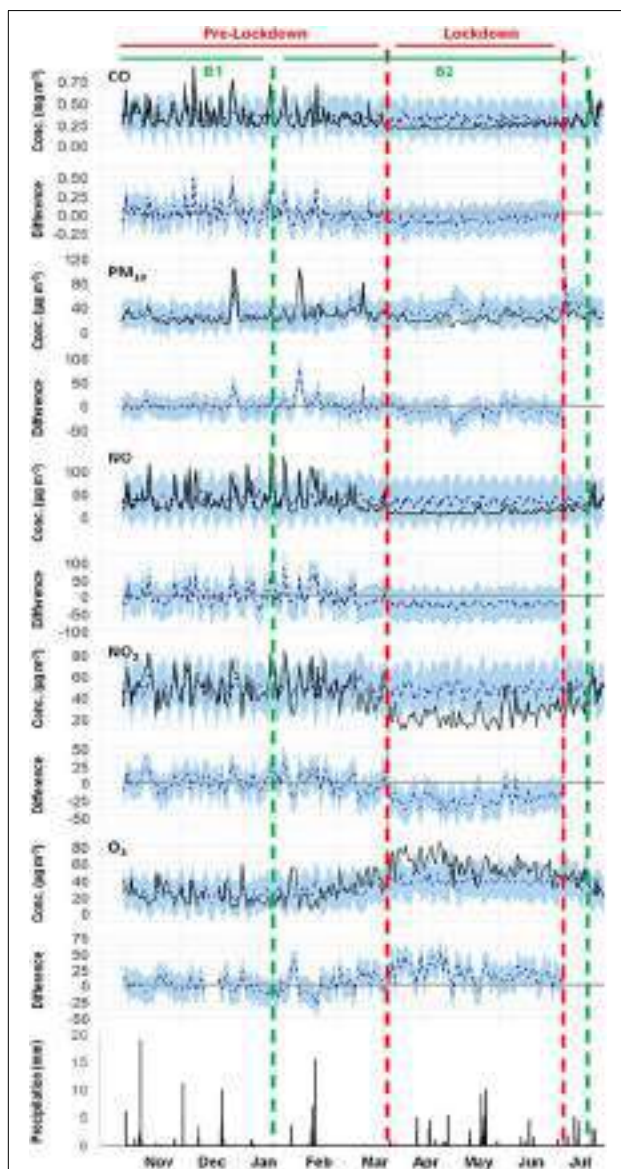 Pre-Lockdown Lockdown
B1 B2
CO
Conc. (mg m⁻³)
0.75
0.50
0.25
0.00
Difference
0.50
0.25
0.00
-0.25
PM₁₀
Conc. (µg m⁻³)
120
80
40
0
Difference
100
50
0
-50
NO
Conc. (µg m⁻³)
100
50
0
Difference
100
50
0
-50
-100
NO₂
Conc. (µg m⁻³)
80
60
40
20
Difference
50
25
0
-25
-50
O₃
Conc. (µg m⁻³)
80
60
40
20
0
Difference
75
50
25
0
-25
-50
Precipitation (mm)
20
15
10
5
0
Nov Dec Jan Feb Mar Apr May Jun Jul